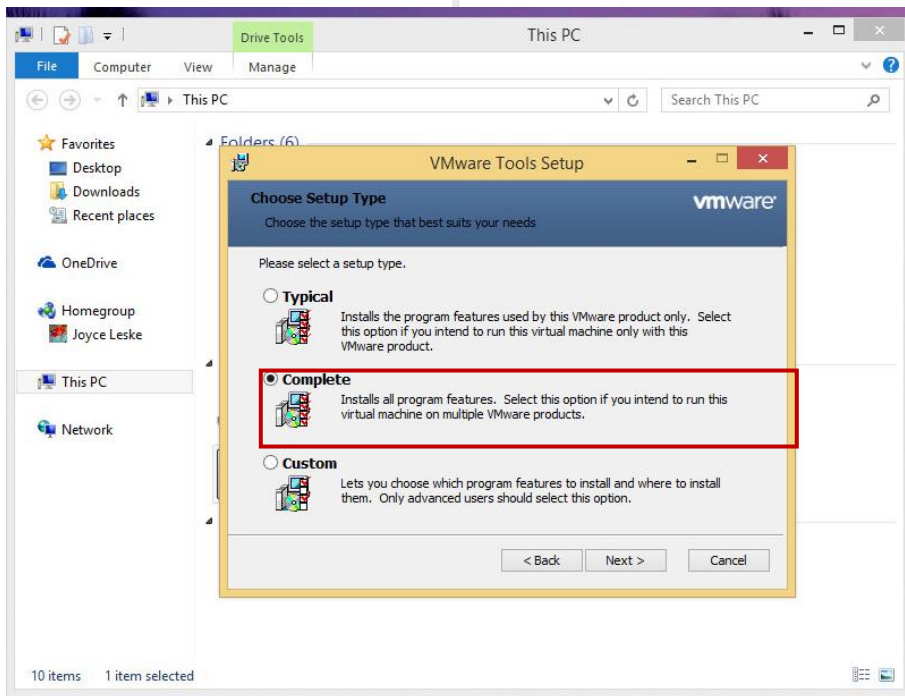 Drive Tools
This PC
File
Computer
View
Manage
This PC
Search This PC
Favorites
Desktop
Downloads
Recent places
OneDrive
Homegroup
Joyce Leske
This PC
Network
Folders (6)
VMware Tools Setup
Choose Setup Type
Choose the setup type that best suits your needs
vmware
Please select a setup type.
Typical
Installs the program features used by this VMware product only. Select
this option if you intend to run this virtual machine only with this
VMware product.
Complete
Installs all program features. Select this option if you intend to run this
virtual machine on multiple VMware products.
Custom
Lets you choose which program features to install and where to install
them. Only advanced users should select this option.
< Back
Next >
Cancel
10 items
1 item selected